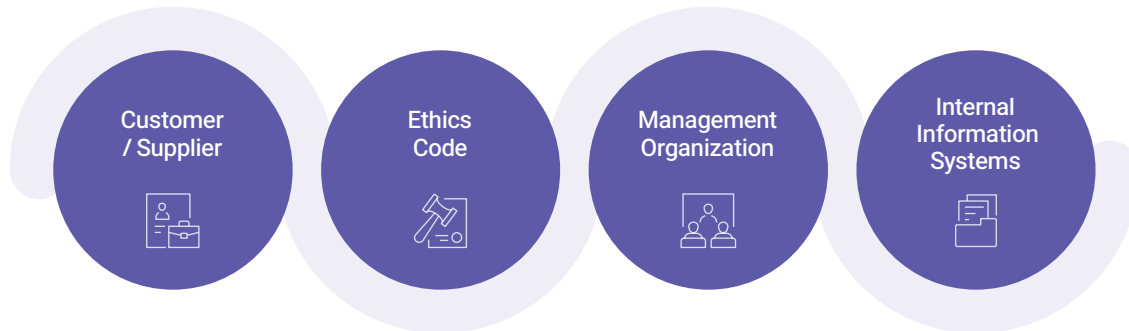 Customer
/ Supplier
Ethics
Code
Management
Organization
Internal
Information
Systems